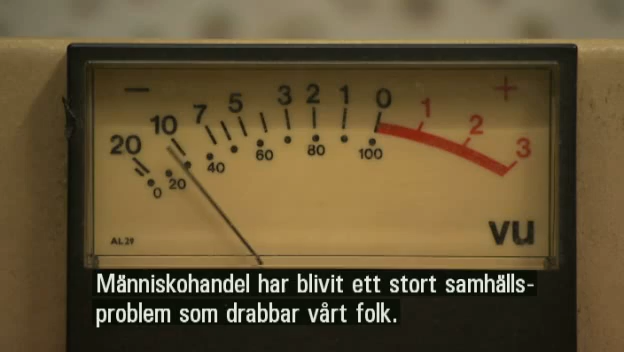 − +
20 10 7 5 3 2 1 0 1 2 3
0 20 40 60 80 100
VU
AL29
Människohandel har blivit ett stort samhälls-
problem som drabbar vårt folk.